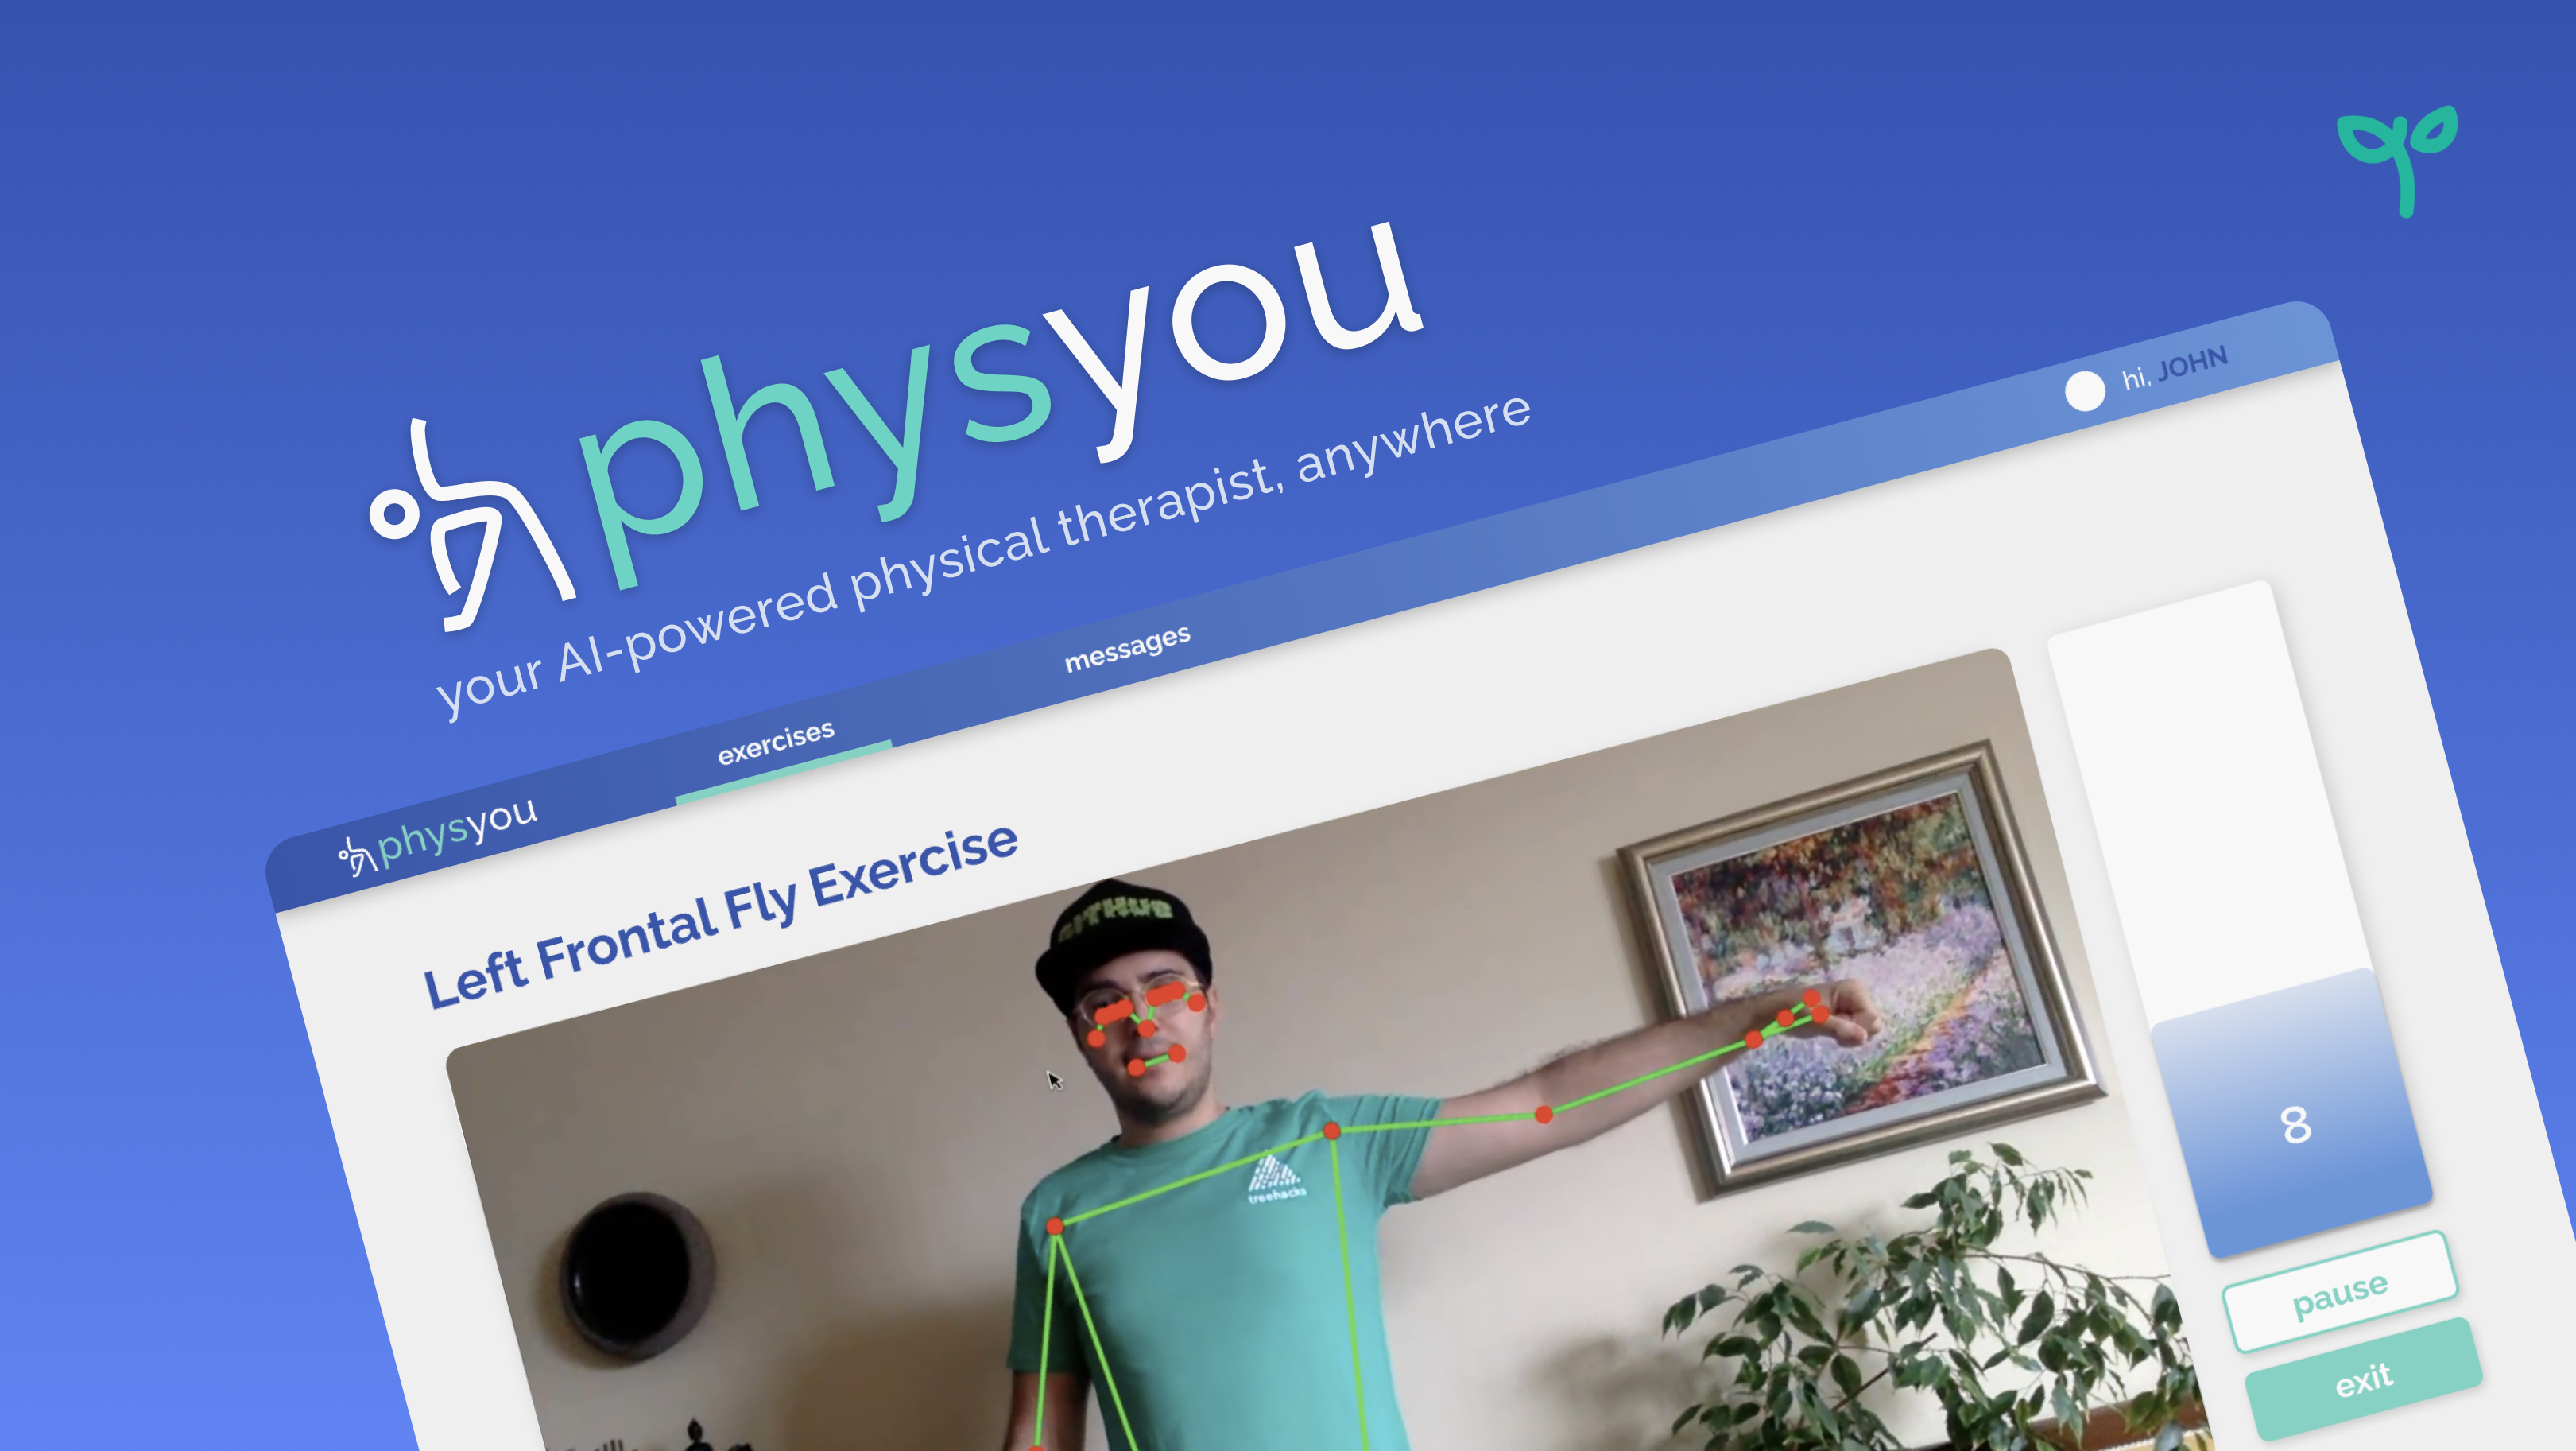 physyou
your AI-powered physical therapist, anywhere
physyou
exercises
messages
hi, JOHN
Left Frontal Fly Exercise
GITHUB
treehacks
8
pause
exit